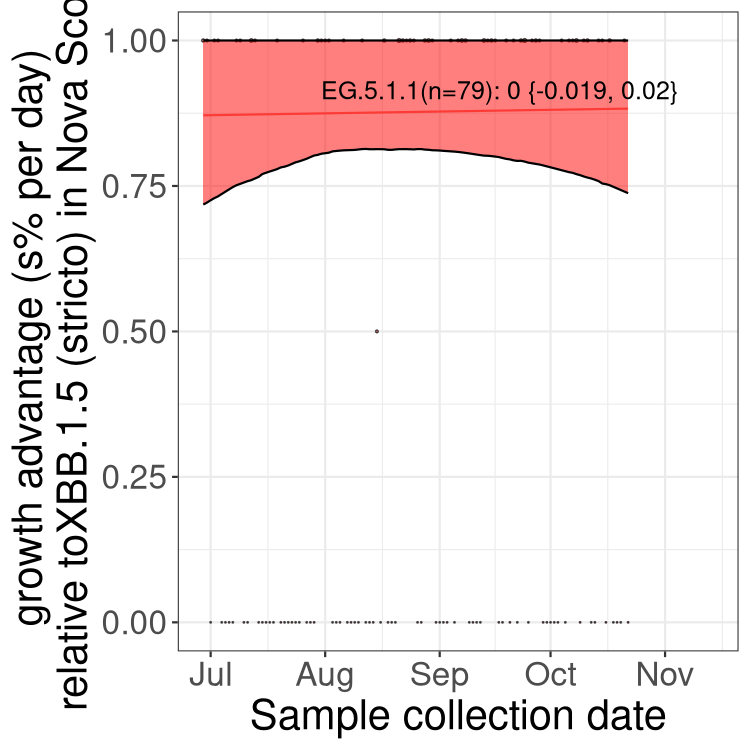 growth advantage (s% per day)
relative toXBB.1.5 (stricto) in Nova Sco
1.00
0.75
0.50
0.25
0.00
EG.5.1.1(n=79): 0 {-0.019, 0.02}
Jul Aug Sep Oct Nov
Sample collection date